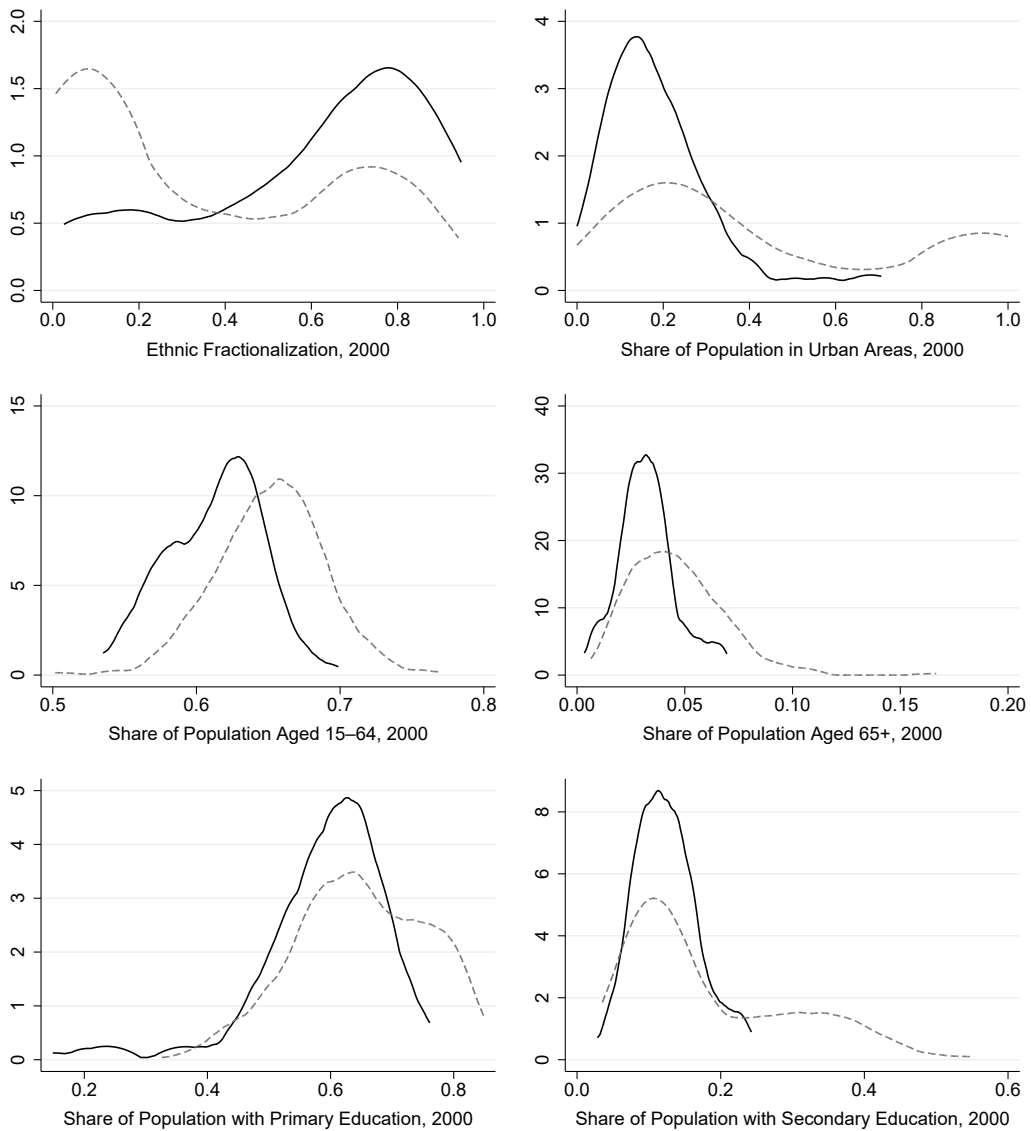 2.0
1.5
1.0
0.5
0.0
0.0 0.2 0.4 0.6 0.8 1.0
Ethnic Fractionalization, 2000
4
3
2
1
0
0.0 0.2 0.4 0.6 0.8 1.0
Share of Population in Urban Areas, 2000
15
10
5
0
0.5 0.6 0.7 0.8
Share of Population Aged 15–64, 2000
40
30
20
10
0
0.00 0.05 0.10 0.15 0.20
Share of Population Aged 65+, 2000
5
4
3
2
1
0
0.2 0.4 0.6 0.8
Share of Population with Primary Education, 2000
8
6
4
2
0
0.0 0.2 0.4 0.6
Share of Population with Secondary Education, 2000